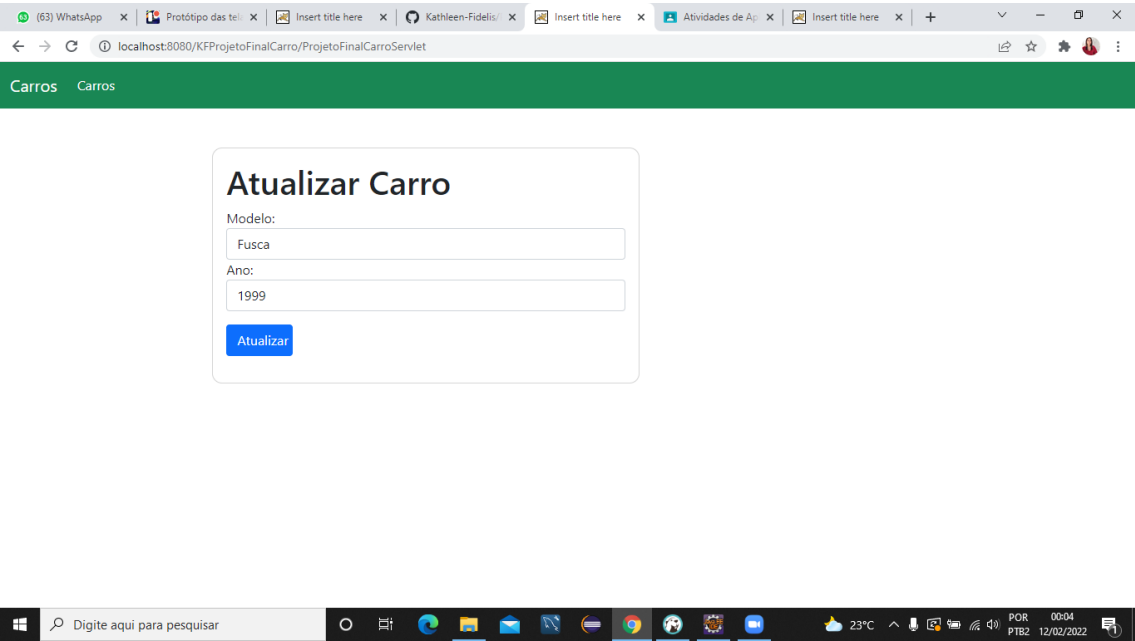 (63) WhatsApp
Protótipo das tel
Insert title here
Kathleen-Fidelis/
Insert title here
Atividades de Ap
Insert title here
localhost:8080/KFProjetoFinalCarro/ProjetoFinalCarroServlet
Carros Carros
Atualizar Carro
Modelo:
Fusca
Ano:
1999
Atualizar
Digite aqui para pesquisar
23°C
POR
PTB2
00:04
12/02/2022